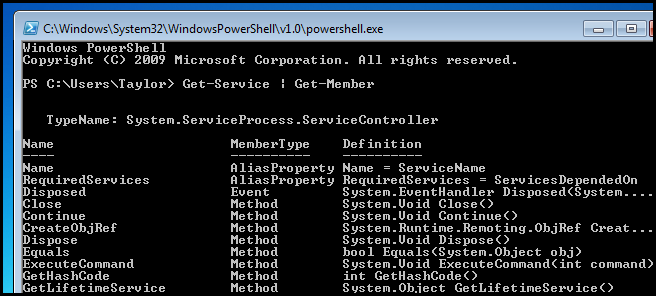 C:\Windows\System32\WindowsPowerShell\v1.0\powershell.exe
Windows PowerShell
Copyright (C) 2009 Microsoft Corporation. All rights reserved.
PS C:\Users\Taylor> Get-Service | Get-Member
TypeName: System.ServiceProcess.ServiceController
Name MemberType Definition
---- ---------- ----------
Name AliasProperty Name = ServiceName
RequiredServices AliasProperty RequiredServices = ServicesDependedOn
Disposed Event System.EventHandler Disposed(System....
Close Method System.Void Close()
Continue Method System.Void Continue()
CreateObjRef Method System.Runtime.Remoting.ObjRef Creat...
Dispose Method System.Void Dispose()
Equals Method bool Equals(System.Object obj)
ExecuteCommand Method System.Void ExecuteCommand(int command)
GetHashCode Method int GetHashCode()
GetLifetimeService Method System.Object GetLifetimeService()